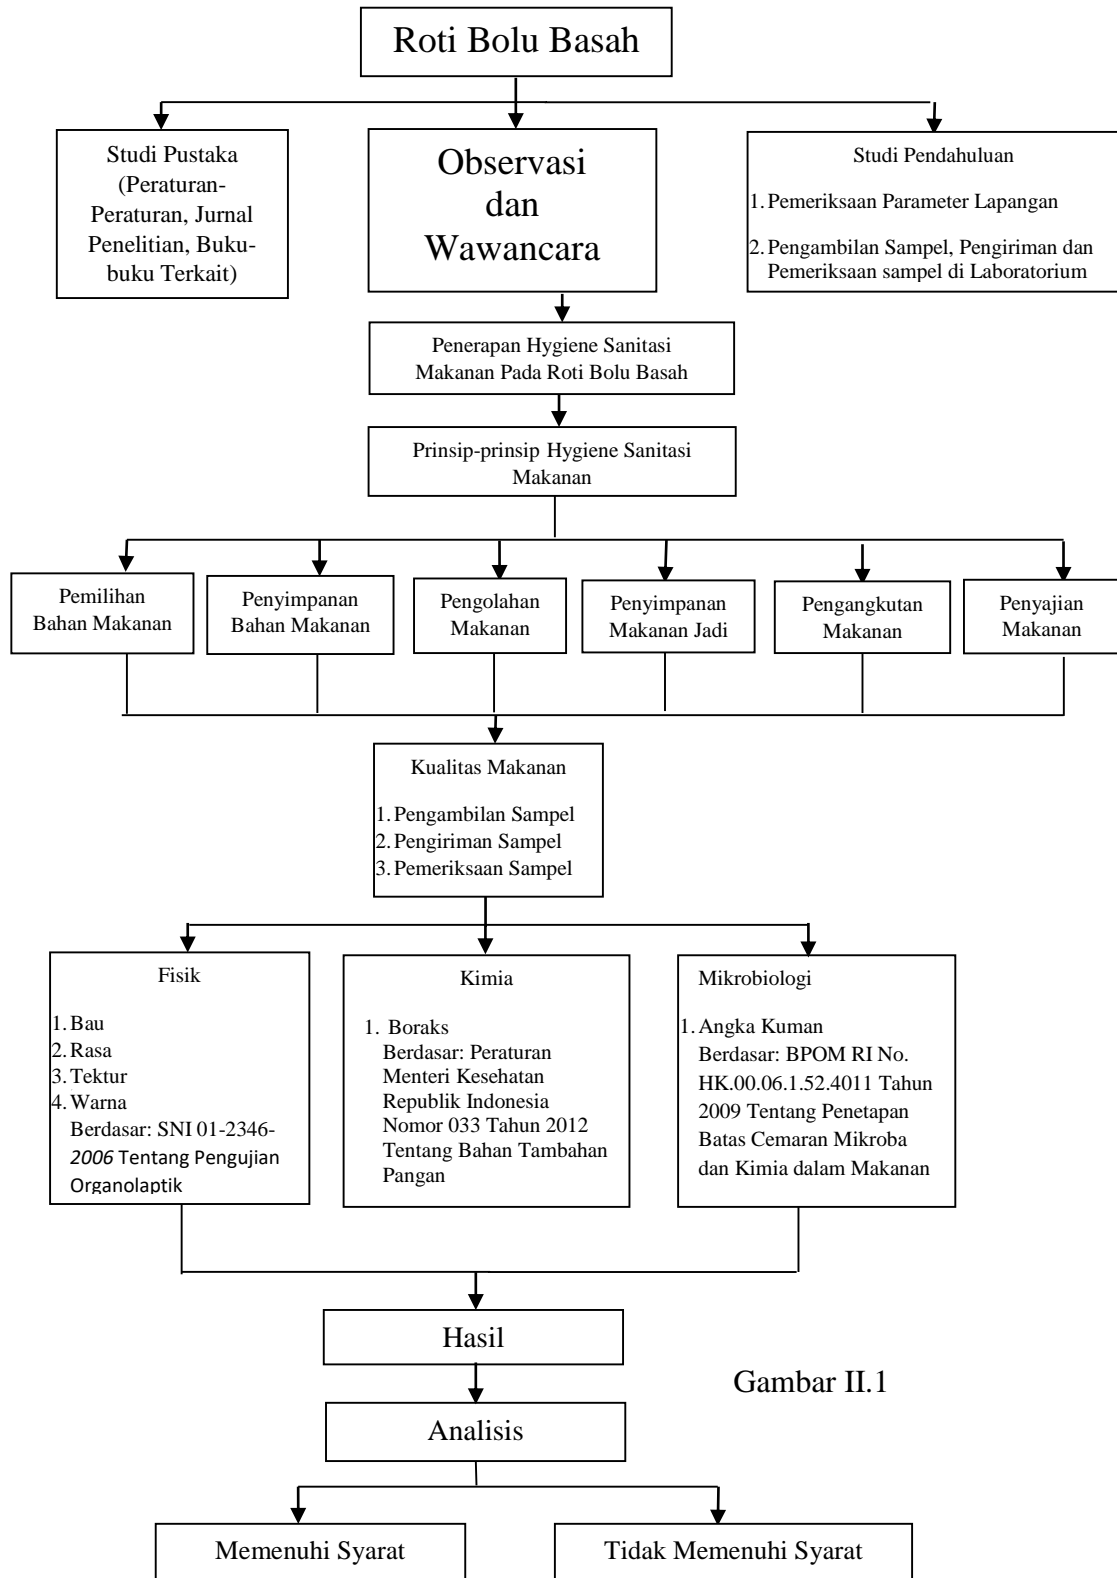 Roti Bolu Basah
Studi Pustaka
(Peraturan-
Peraturan, Jurnal
Penelitian, Buku-
buku Terkait)
Observasi
dan
Wawancara
Studi Pendahuluan
1. Pemeriksaan Parameter Lapangan
2. Pengambilan Sampel, Pengiriman dan
Pemeriksaan sampel di Laboratorium
Penerapan Hygiene Sanitasi
Makanan Pada Roti Bolu Basah
Prinsip-prinsip Hygiene Sanitasi
Makanan
Pemilihan
Bahan Makanan
Penyimpanan
Bahan Makanan
Pengolahan
Makanan
Penyimpanan
Makanan Jadi
Pengangkutan
Makanan
Penyajian
Makanan
Kualitas Makanan
1. Pengambilan Sampel
2. Pengiriman Sampel
3. Pemeriksaan Sampel
Fisik
1. Bau
2. Rasa
3. Tektur
4. Warna
Berdasar: SNI 01-2346-
2006 Tentang Pengujian
Organolaptik
Kimia
1. Boraks
Berdasar: Peraturan
Menteri Kesehatan
Republik Indonesia
Nomor 033 Tahun 2012
Tentang Bahan Tambahan
Pangan
Mikrobiologi
1. Angka Kuman
Berdasar: BPOM RI No.
HK.00.06.1.52.4011 Tahun
2009 Tentang Penetapan
Batas Cemaran Mikroba
dan Kimia dalam Makanan
Hasil
Gambar II.1
Analisis
Memenuhi Syarat
Tidak Memenuhi Syarat